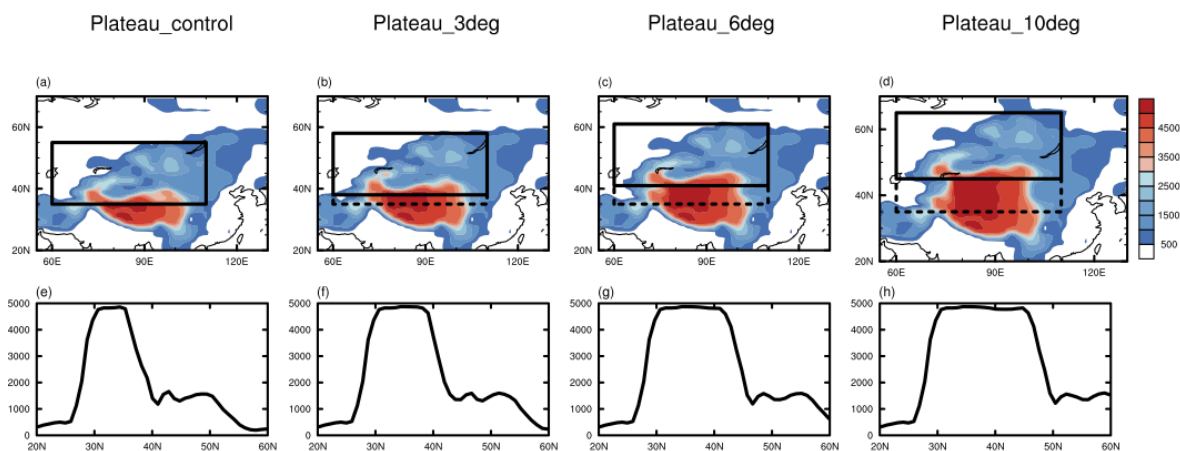 Plateau_control Plateau_3deg Plateau_6deg Plateau_10deg
(a) (b) (c) (d)
60N 60N 60N 60N 4500
3500
40N 40N 40N 40N 2500
1500
20N 20N 20N 20N 500
60E 90E 120E 60E 90E 120E 60E 90E 120E 60E 90E 120E
(e) (f) (g) (h)
5000 5000 5000 5000
4000 4000 4000 4000
3000 3000 3000 3000
2000 2000 2000 2000
1000 1000 1000 1000
0 0 0 0
20N 30N 40N 50N 60N 20N 30N 40N 50N 60N 20N 30N 40N 50N 60N 20N 30N 40N 50N 60N